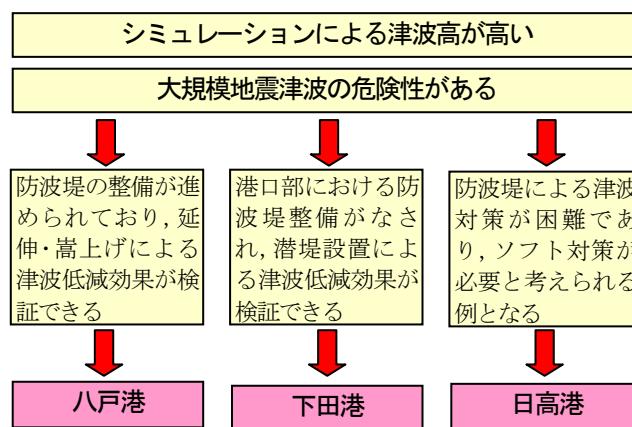 シミュレーションによる津波高が高い
大規模地震津波の危険性がある
防波堤の整備が進
められており，延
伸・嵩上げによる
津波低減効果が検
証できる
港口部における防
波堤整備がなさ
れ，潜堤設置によ
る津波低減効果が
検証できる
防波堤による津波
対策が困難であ
り，ソフト対策が
必要と考えられる
例となる
八戸港
下田港
日高港